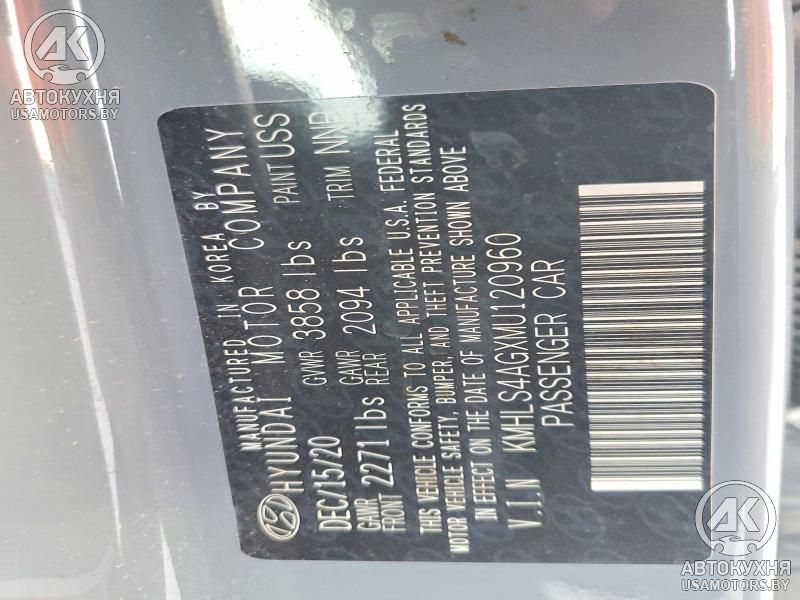 MANUFACTURED IN KOREA BY
HYUNDAI MOTOR COMPANY
DEC/15/20 GVWR 3858 lbs PAINT USS
GAWR FRONT 2271 lbs GAWR REAR 2094 lbs TRIM NNP
THIS VEHICLE CONFORMS TO ALL APPLICABLE U.S.A. FEDERAL
MOTOR VEHICLE SAFETY, BUMPER, AND THEFT PREVENTION STANDARDS
IN EFFECT ON THE DATE OF MANUFACTURE SHOWN ABOVE
V.I.N KMHLS4AGXMU120960
PASSENGER CAR
АК
АВТОКУХНЯ
USAMOTORS.BY
АК
АВТОКУХНЯ
USAMOTORS.BY